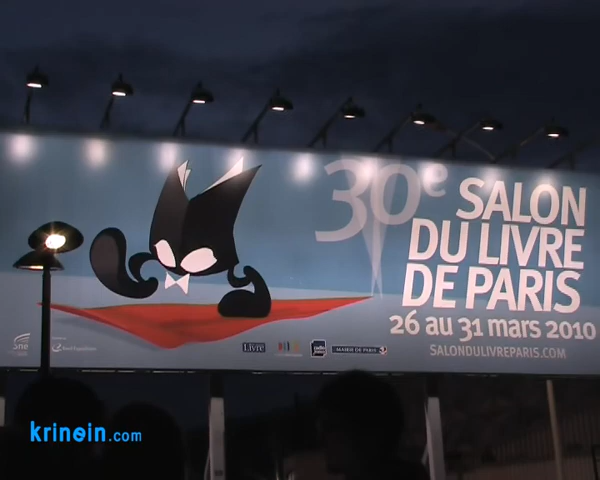 30e SALON
DU LIVRE
DE PARIS
26 au 31 mars 2010
SALONDULIVREPARIS.COM
Sne
Livre
MAIRIE DE PARIS
krinein.com